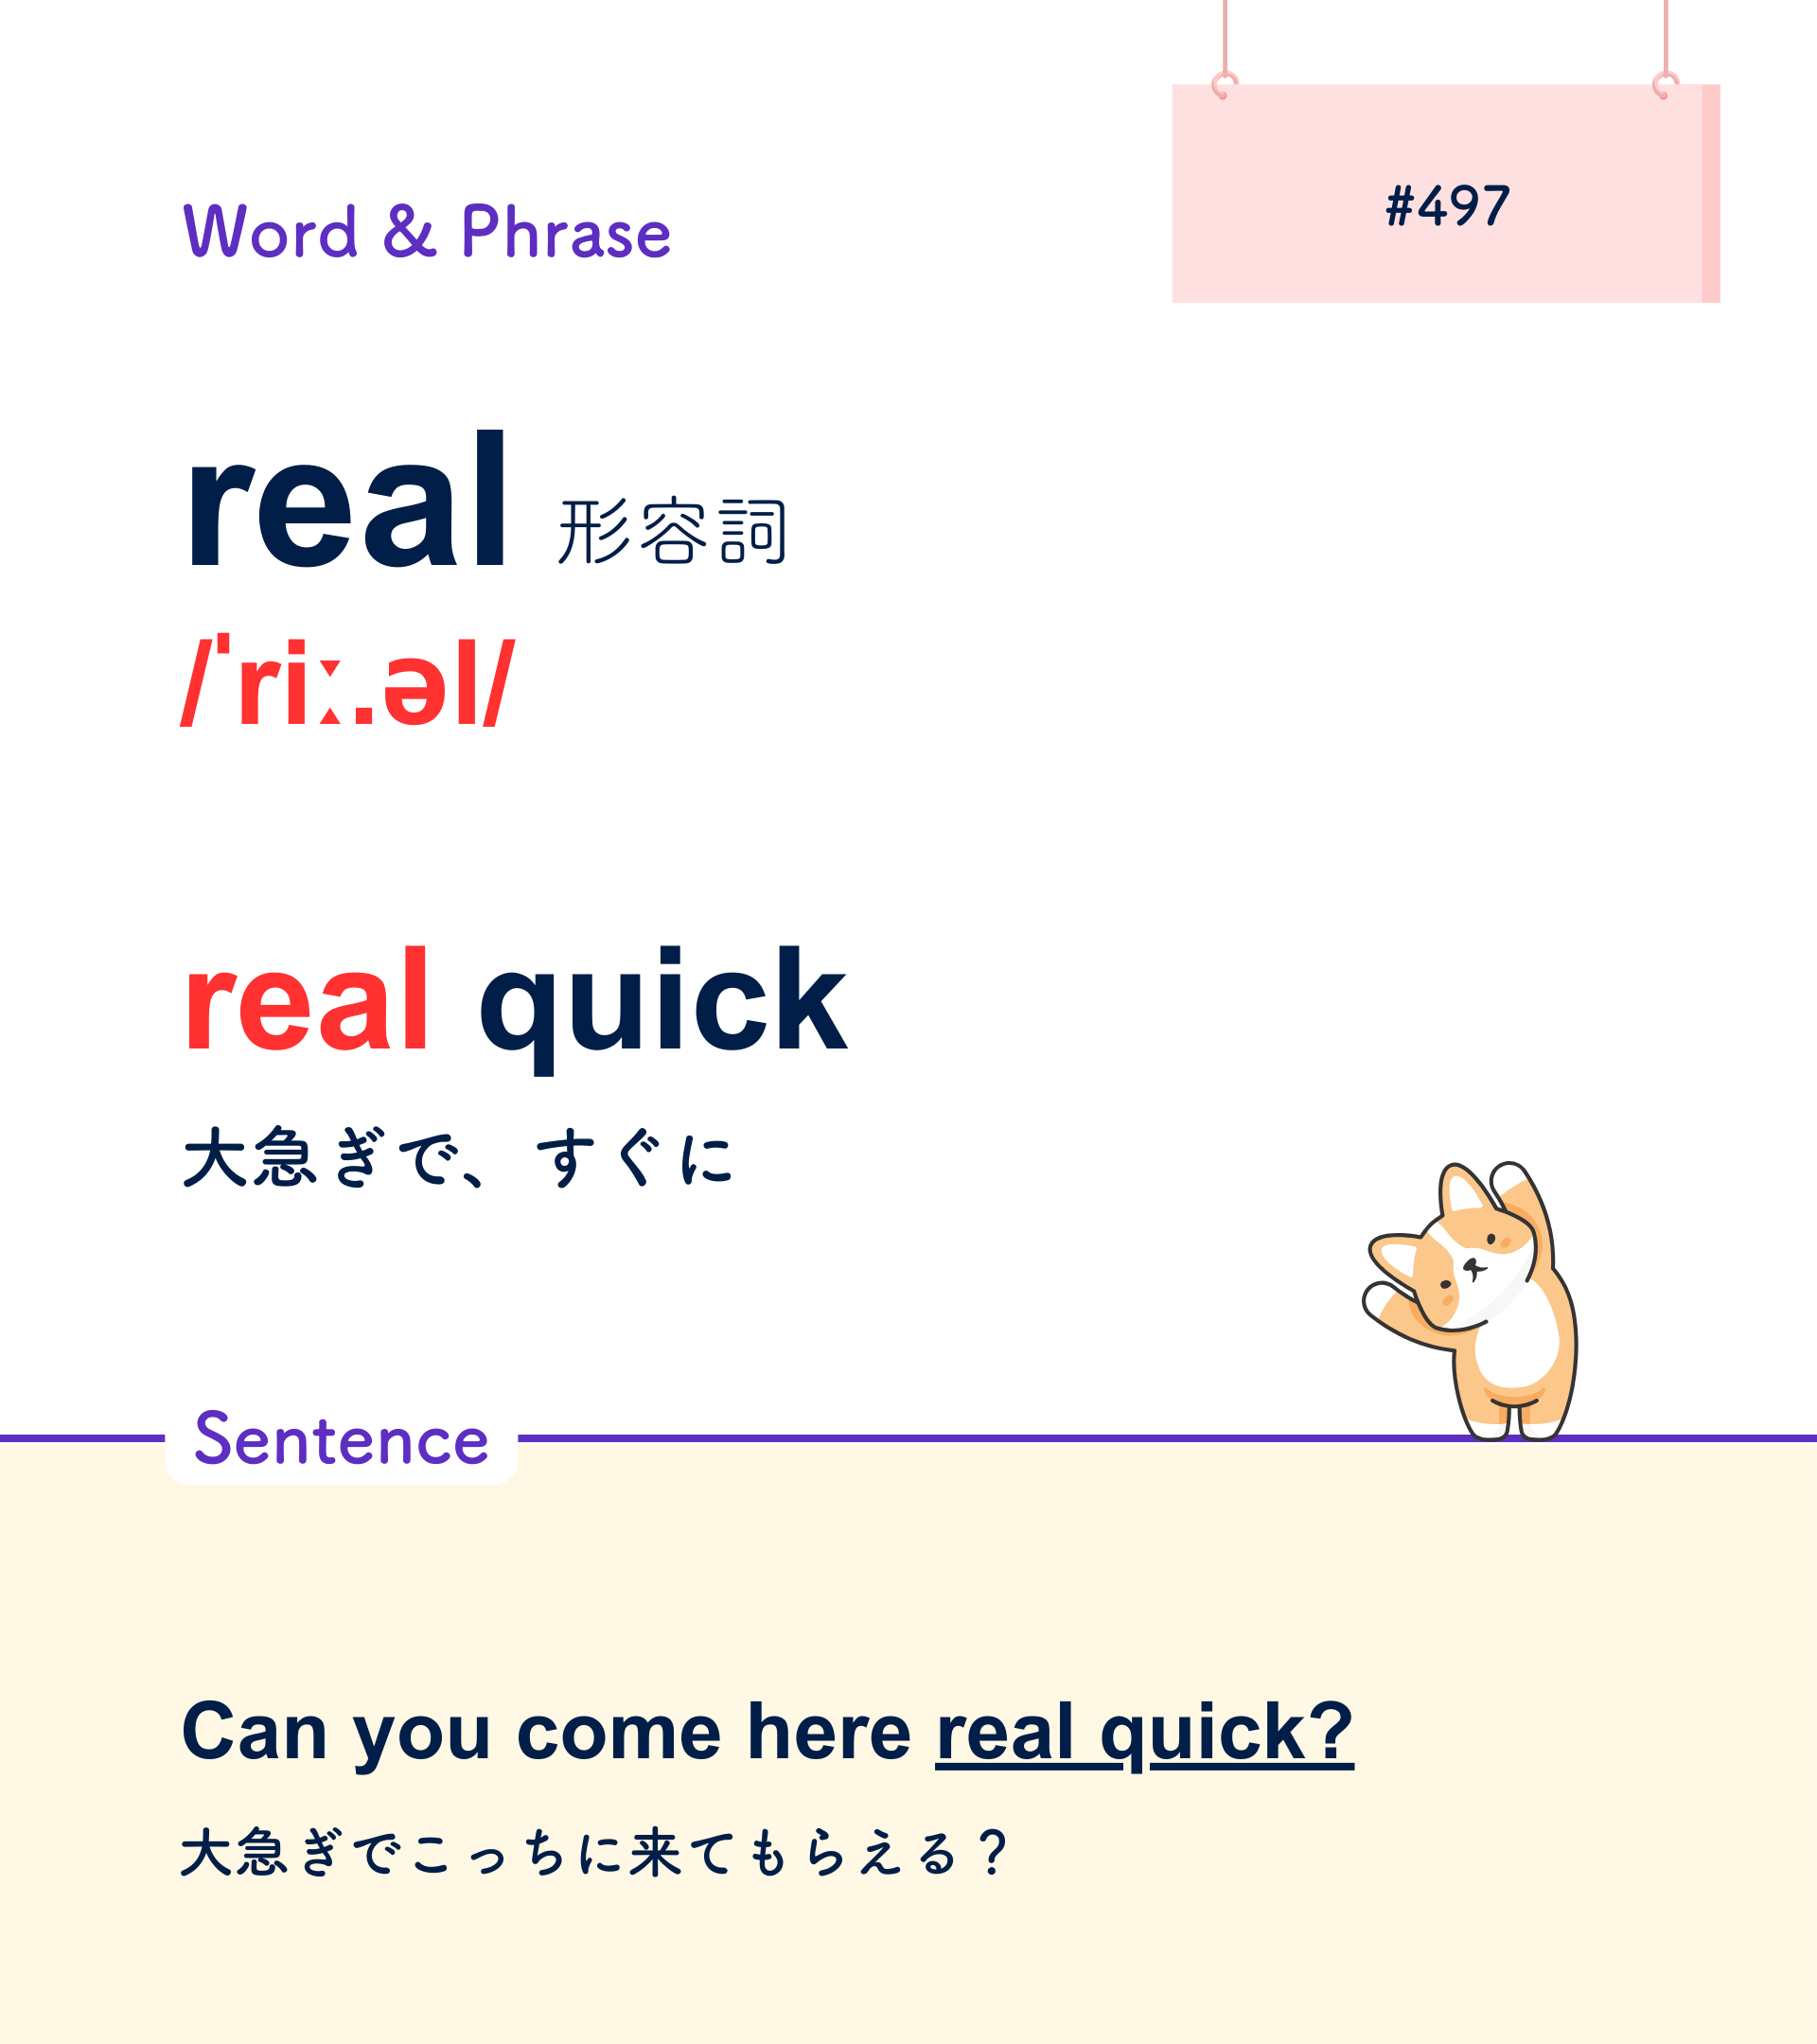 #497
Word & Phrase
real 形容詞
/ˈriː.əl/
real quick
大急ぎで、すぐに
Sentence
Can you come here real quick?
大急ぎでこっちに来てもらえる？